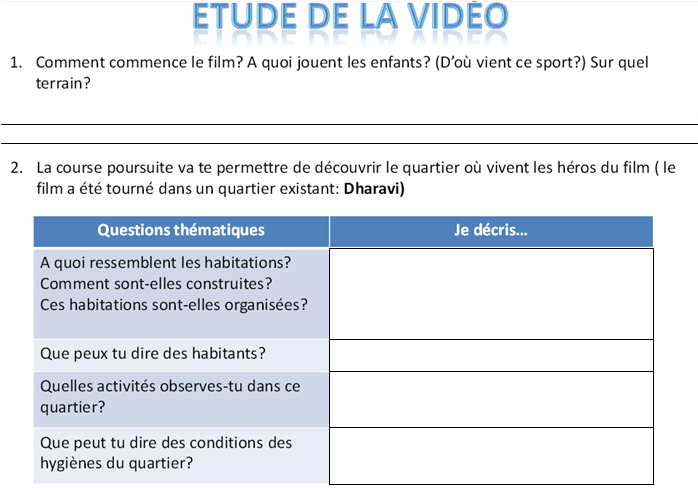 ETUDE DE LA VIDÉO
1. Comment commence le film? A quoi jouent les enfants? (D'où vient ce sport?) Sur quel
terrain?
2. La course poursuite va te permettre de découvrir le quartier où vivent les héros du film ( le
film a été tourné dans un quartier existant: Dharavi)
Questions thématiques
Je décris...
A quoi ressemblent les habitations?
Comment sont-elles construites?
Ces habitations sont-elles organisées?
Que peux tu dire des habitants?
Quelles activités observes-tu dans ce
quartier?
Que peut tu dire des conditions des
hygiènes du quartier?